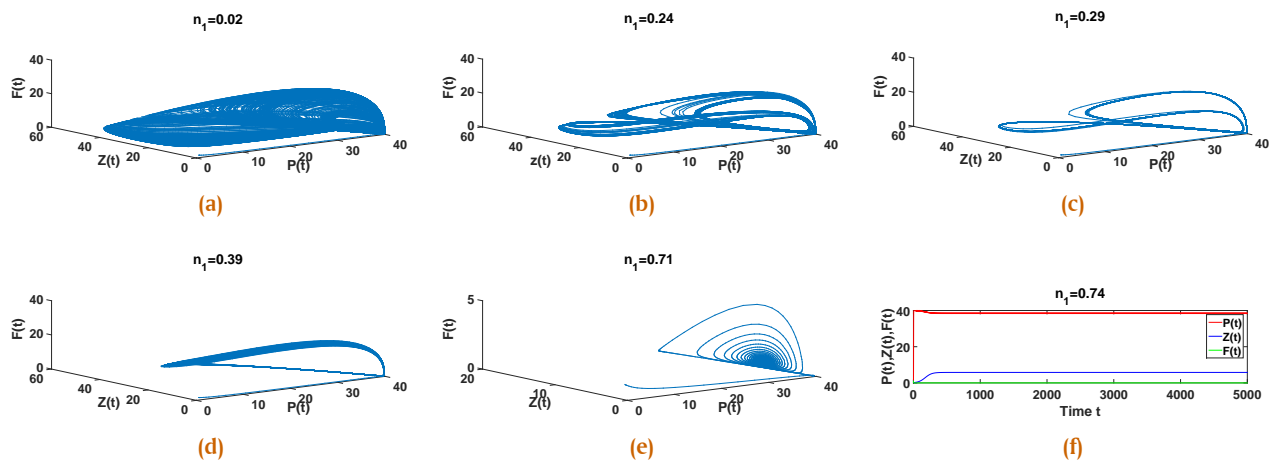 n1=0.02
F(t)
40
20
0
60
40
20
0
Z(t)
0
10
20
30
40
P(t)
(a)
n1=0.24
F(t)
40
20
0
60
40
20
0
z(t)
0
10
20
30
40
P(t)
(b)
n1=0.29
F(t)
40
20
0
60
40
20
0
Z(t)
0
10
20
30
40
P(t)
(c)
n1=0.39
F(t)
40
20
0
60
40
20
0
Z(t)
0
10
20
30
40
P(t)
(d)
n1=0.71
F(t)
5
0
20
10
0
Z(t)
0
10
20
30
40
P(t)
(e)
n1=0.74
P(t),Z(t),F(t)
40
20
0
0
1000
2000
3000
4000
5000
Time t
P(t)
Z(t)
F(t)
(f)